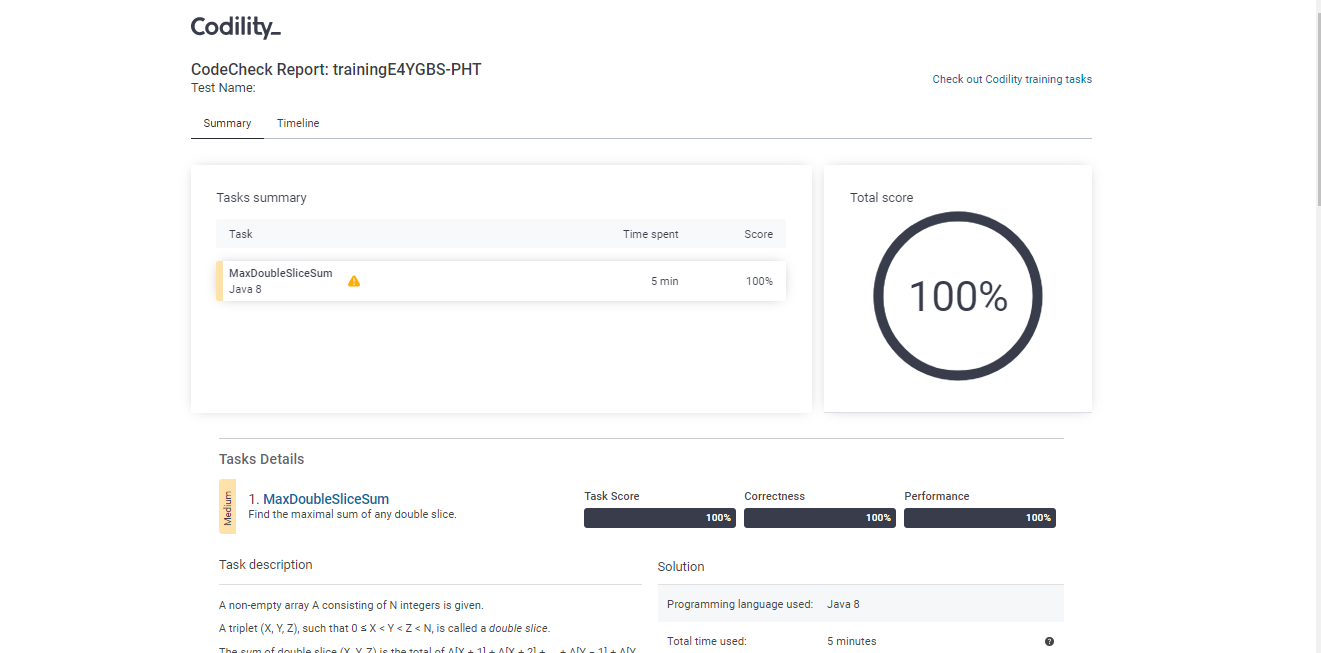 Codility_
CodeCheck Report: trainingE4YGBS-PHT
Test Name:
Check out Codility training tasks
Summary Timeline
Tasks summary
Task Time spent Score
MaxDoubleSliceSum
Java 8
5 min 100%
Total score
100%
Tasks Details
Medium
1. MaxDoubleSliceSum
Find the maximal sum of any double slice.
Task Score Correctness Performance
100% 100% 100%
Task description
A non-empty array A consisting of N integers is given.
A triplet (X, Y, Z), such that 0 ≤ X < Y < Z < N, is called a double slice.
The sum of double slice (X, Y, Z) is the total of A[X + 1] + A[X + 2] + ... + A[Y − 1] + A[Y
Solution
Programming language used: Java 8
Total time used: 5 minutes ?